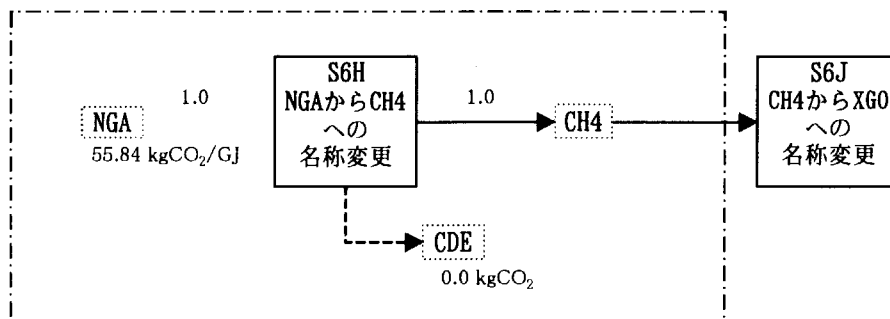 1.0
NGA
55.84 kgCO₂/GJ
S6H
NGAからCH4
への
名称変更
1.0
CH4
CDE
0.0 kgCO₂
S6J
CH4からXGO
への
名称変更